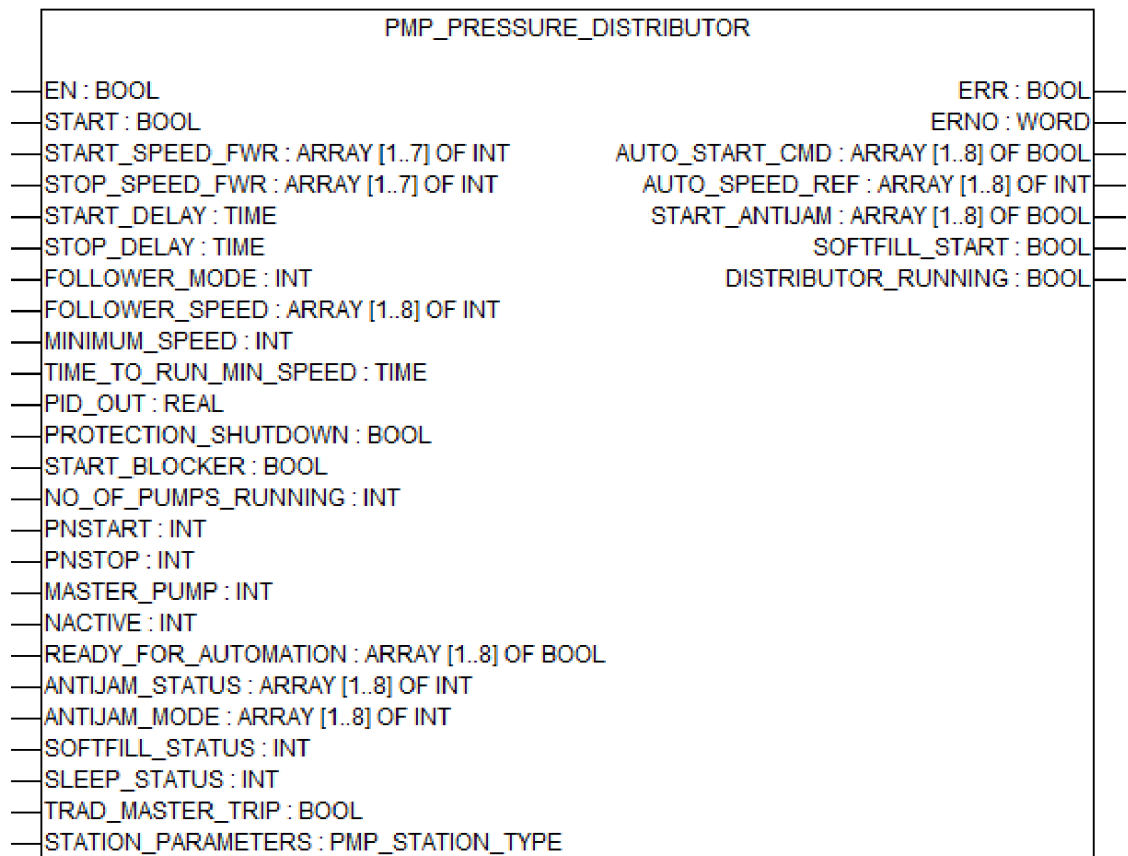 PMP_PRESSURE_DISTRIBUTOR
EN : BOOL ERR : BOOL
START : BOOL ERNO : WORD
START_SPEED_FWR : ARRAY [1..7] OF INT AUTO_START_CMD : ARRAY [1..8] OF BOOL
STOP_SPEED_FWR : ARRAY [1..7] OF INT AUTO_SPEED_REF : ARRAY [1..8] OF INT
START_DELAY : TIME START_ANTIJAM : ARRAY [1..8] OF BOOL
STOP_DELAY : TIME SOFTFILL_START : BOOL
FOLLOWER_MODE : INT DISTRIBUTOR_RUNNING : BOOL
FOLLOWER_SPEED : ARRAY [1..8] OF INT
MINIMUM_SPEED : INT
TIME_TO_RUN_MIN_SPEED : TIME
PID_OUT : REAL
PROTECTION_SHUTDOWN : BOOL
START_BLOCKER : BOOL
NO_OF_PUMPS_RUNNING : INT
PNSTART : INT
PNSTOP : INT
MASTER_PUMP : INT
NACTIVE : INT
READY_FOR_AUTOMATION : ARRAY [1..8] OF BOOL
ANTIJAM_STATUS : ARRAY [1..8] OF INT
ANTIJAM_MODE : ARRAY [1..8] OF INT
SOFTFILL_STATUS : INT
SLEEP_STATUS : INT
TRAD_MASTER_TRIP : BOOL
STATION_PARAMETERS : PMP_STATION_TYPE